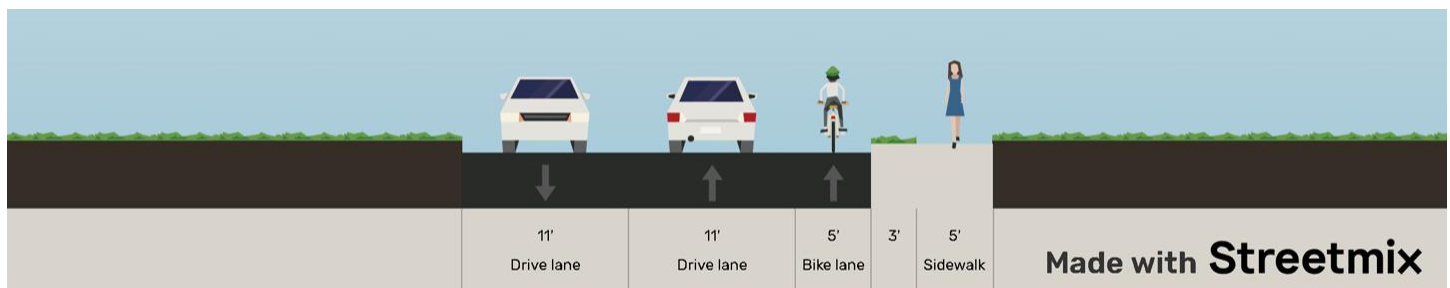 11'
Drive lane
11'
Drive lane
5'
Bike lane
3'
5'
Sidewalk
Made with Streetmix